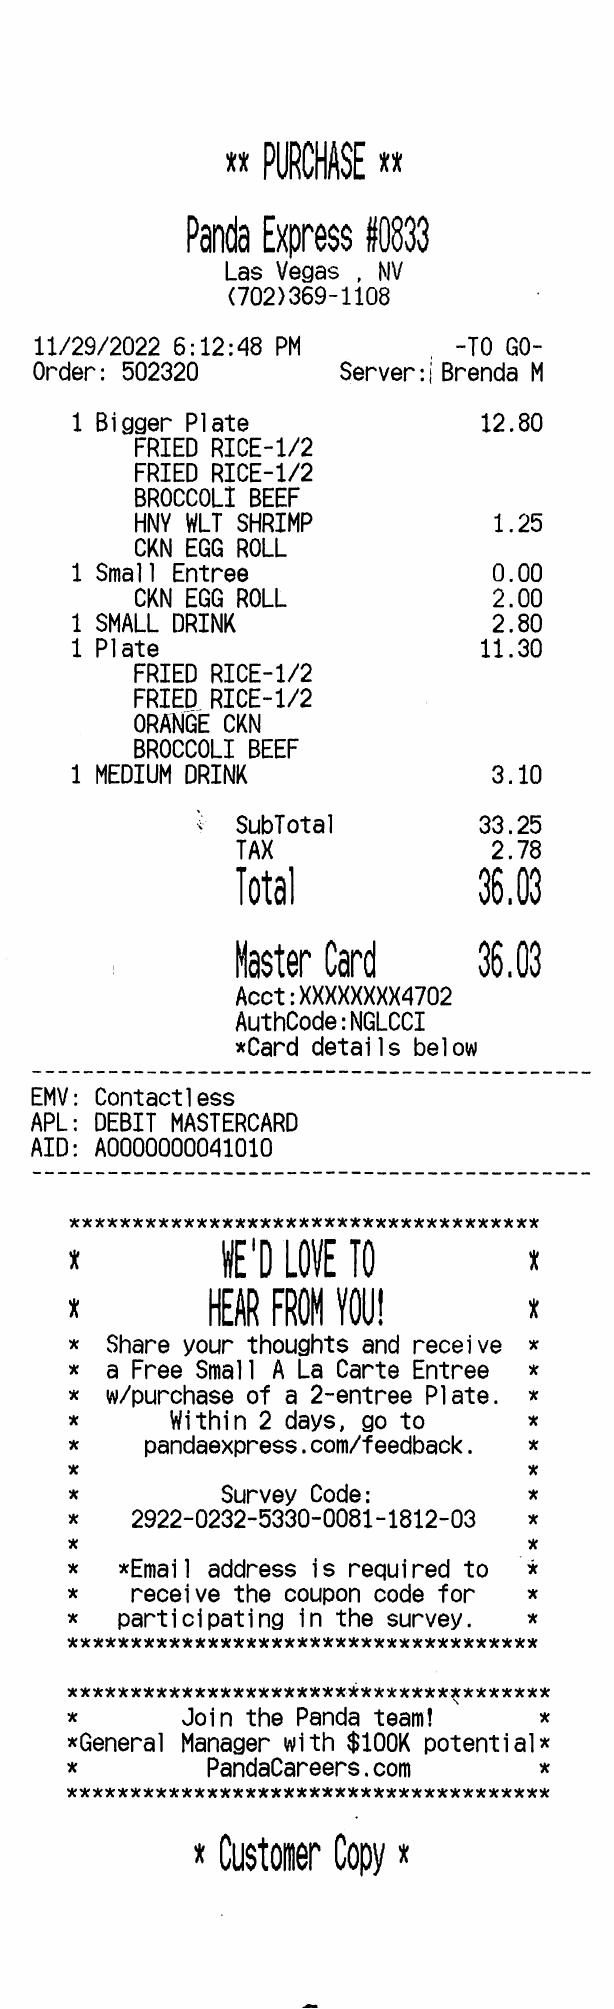 ** PURCHASE **
Panda Express #0833
Las Vegas , NV
(702)369-1108
11/29/2022 6:12:48 PM -TO GO-
Order: 502320 Server: Brenda M
1 Bigger Plate 12.80
FRIED RICE-1/2
FRIED RICE-1/2
BROCCOLI BEEF
HNY WLT SHRIMP 1.25
CKN EGG ROLL
1 Small Entree 0.00
CKN EGG ROLL 2.00
1 SMALL DRINK 2.80
1 Plate 11.30
FRIED RICE-1/2
FRIED RICE-1/2
ORANGE CKN
BROCCOLI BEEF
1 MEDIUM DRINK 3.10
SubTotal 33.25
TAX 2.78
Total 36.03
Master Card 36.03
Acct:XXXXXXXX4702
AuthCode:NGLCCI
*Card details below
--------------------------------------------
EMV: Contactless
APL: DEBIT MASTERCARD
AID: A0000000041010
--------------------------------------------
*************************************
* WE'D LOVE TO *
* HEAR FROM YOU! *
* Share your thoughts and receive *
* a Free Small A La Carte Entree *
* w/purchase of a 2-entree Plate. *
* Within 2 days, go to *
* pandaexpress.com/feedback. *
* *
* Survey Code: *
* 2922-0232-5330-0081-1812-03 *
* *
* *Email address is required to *
* receive the coupon code for *
* participating in the survey. *
*************************************
**************************************
* Join the Panda team! *
*General Manager with $100K potential*
* PandaCareers.com *
**************************************
* Customer Copy *